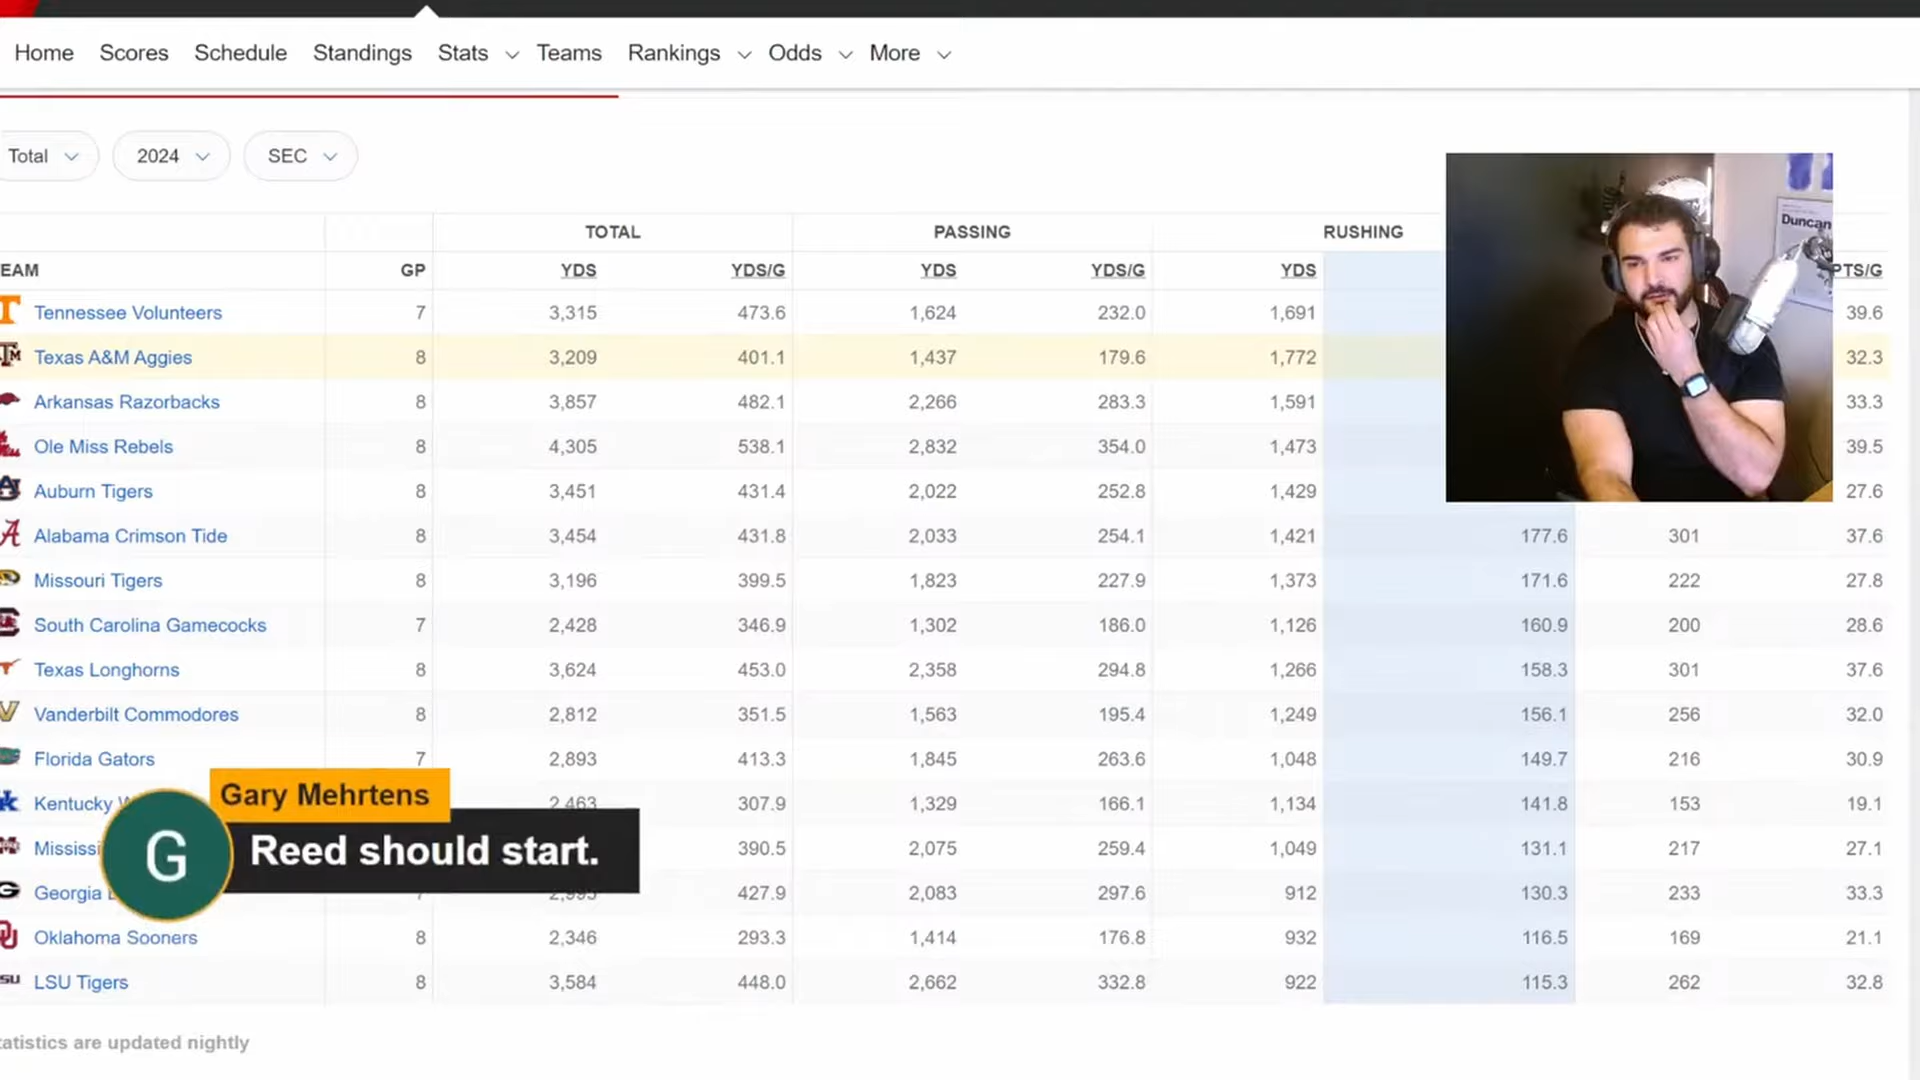 Home Scores Schedule Standings Stats Teams Rankings Odds More
Total 2024 SEC
TOTAL PASSING RUSHING
EAM GP YDS YDS/G YDS YDS/G YDS PTS/G
Tennessee Volunteers 7 3,315 473.6 1,624 232.0 1,691 39.6
Texas A&M Aggies 8 3,209 401.1 1,437 179.6 1,772 32.3
Arkansas Razorbacks 8 3,857 482.1 2,266 283.3 1,591 33.3
Ole Miss Rebels 8 4,305 538.1 2,832 354.0 1,473 39.5
Auburn Tigers 8 3,451 431.4 2,022 252.8 1,429 27.6
Alabama Crimson Tide 8 3,454 431.8 2,033 254.1 1,421 177.6 301 37.6
Missouri Tigers 8 3,196 399.5 1,823 227.9 1,373 171.6 222 27.8
South Carolina Gamecocks 7 2,428 346.9 1,302 186.0 1,126 160.9 200 28.6
Texas Longhorns 8 3,624 453.0 2,358 294.8 1,266 158.3 301 37.6
Vanderbilt Commodores 8 2,812 351.5 1,563 195.4 1,249 156.1 256 32.0
Florida Gators 7 2,893 413.3 1,845 263.6 1,048 149.7 216 30.9
Kentucky 2,463 307.9 1,329 166.1 1,134 141.8 153 19.1
Mississi 390.5 2,075 259.4 1,049 131.1 217 27.1
Georgia 2,995 427.9 2,083 297.6 912 130.3 233 33.3
Oklahoma Sooners 8 2,346 293.3 1,414 176.8 932 116.5 169 21.1
LSU Tigers 8 3,584 448.0 2,662 332.8 922 115.3 262 32.8
tatistics are updated nightly
Duncan
Gary Mehrtens
G
Reed should start.